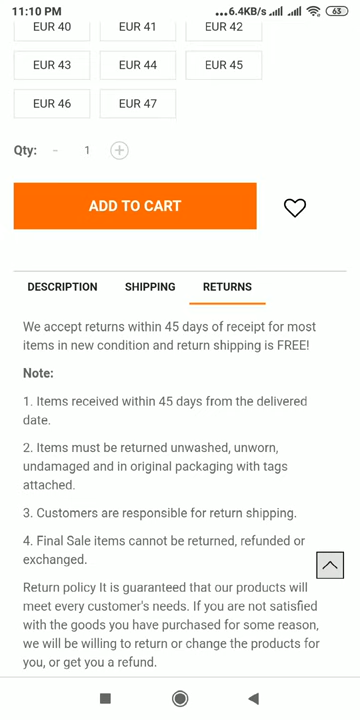 11:10 PM ...6.4KB/s 63
EUR 40 EUR 41 EUR 42
EUR 43 EUR 44 EUR 45
EUR 46 EUR 47
Qty: - 1 +
ADD TO CART
DESCRIPTION SHIPPING RETURNS
We accept returns within 45 days of receipt for most
items in new condition and return shipping is FREE!
Note:
1. Items received within 45 days from the delivered
date.
2. Items must be returned unwashed, unworn,
undamaged and in original packaging with tags
attached.
3. Customers are responsible for return shipping.
4. Final Sale items cannot be returned, refunded or
exchanged.
Return policy It is guaranteed that our products will
meet every customer's needs. If you are not satisfied
with the goods you have purchased for some reason,
we will be willing to return or change the products for
you, or get you a refund.